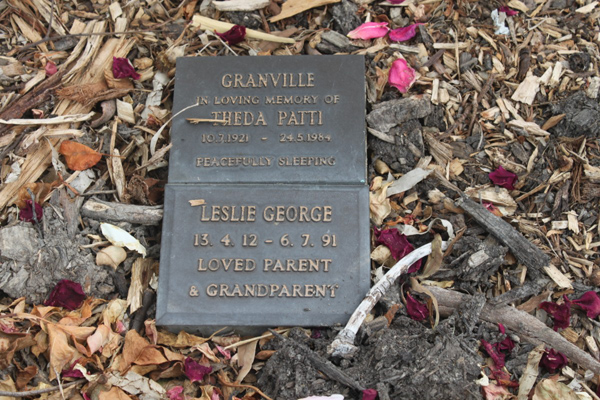 GRANVILLE
IN LOVING MEMORY OF
THEDA PATTI
10.7.1921 - 24.5.1984
PEACEFULLY SLEEPING
LESLIE GEORGE
13. 4. 12 - 6. 7. 91
LOVED PARENT
& GRANDPARENT